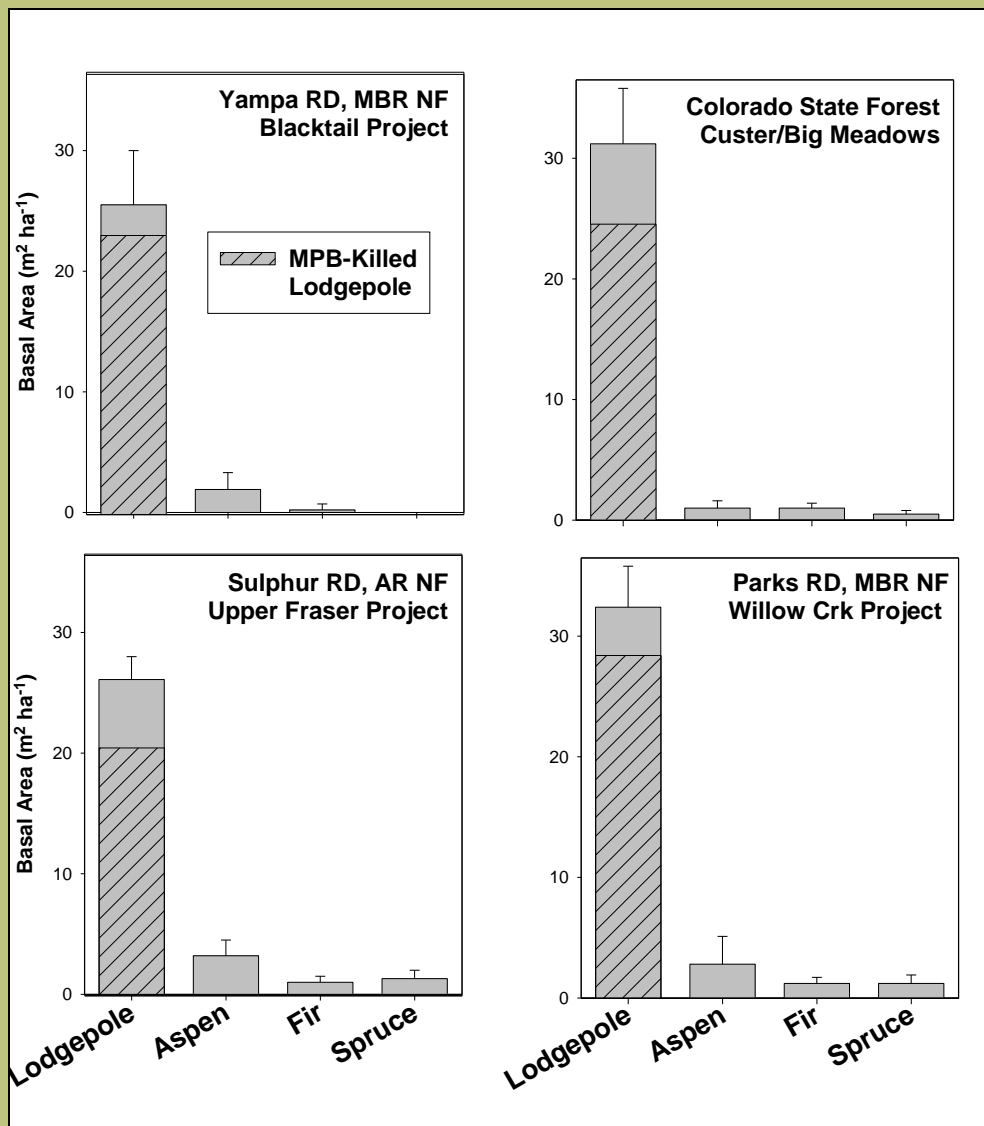 Yampa RD, MBR NF
Blacktail Project
30
20
10
0
Basal Area (m² ha⁻¹)
MPB-Killed
Lodgepole
Colorado State Forest
Custer/Big Meadows
30
20
10
0
Sulphur RD, AR NF
Upper Fraser Project
30
20
10
0
Basal Area (m² ha⁻¹)
Lodgepole
Aspen
Fir
Spruce
Parks RD, MBR NF
Willow Crk Project
30
20
10
0
Lodgepole
Aspen
Fir
Spruce